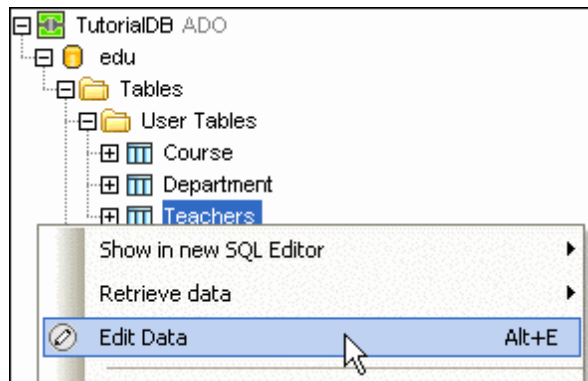 TutorialDB ADO
edu
Tables
User Tables
Course
Department
Teachers
Show in new SQL Editor
Retrieve data
Edit Data Alt+E